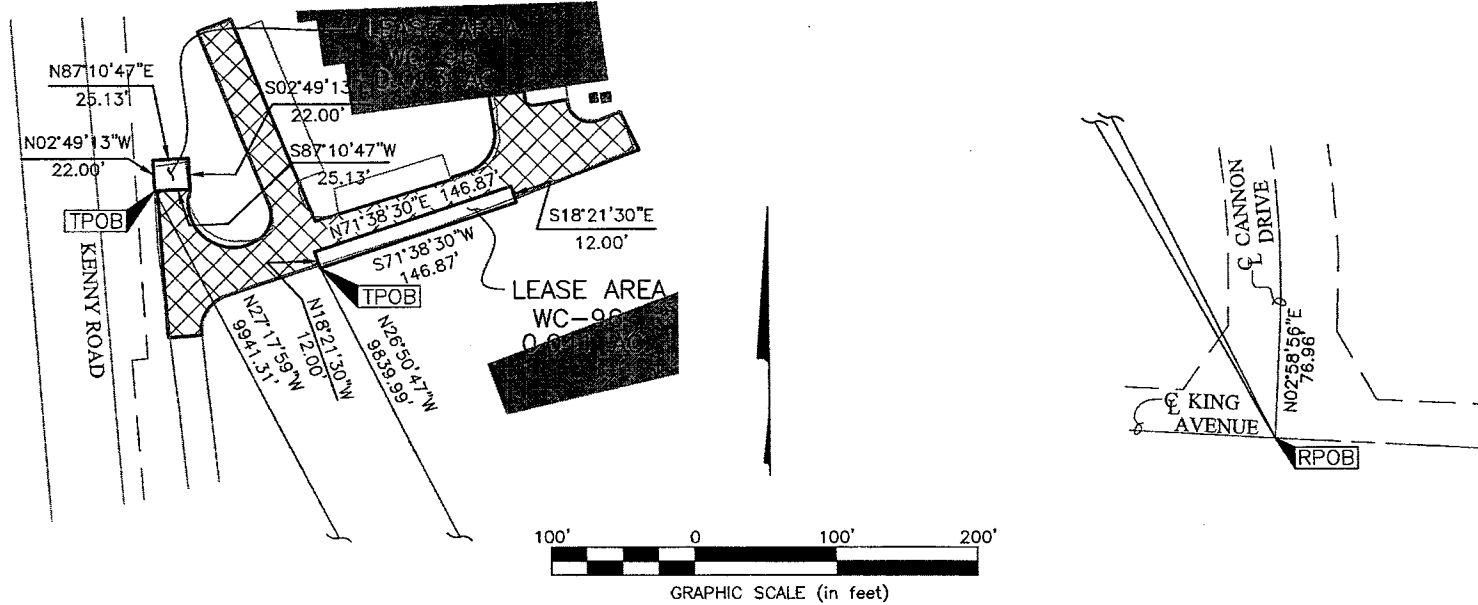 LEASE AREA
N87°10'47"E
25.13'
S02°49'13
22.00'
N02°49'13"W
22.00'
S87°10'47"W
25.13'
TPOB
KENNY ROAD
N71°38'30"E 146.87'
S71°38'30"W
146.87'
S18°21'30"E
12.00'
TPOB
LEASE AREA
N27°17'59"W
9941.31'
N18°21'30"W
12.00'
N26°50'47"W
9839.99'
℄ CANNON
DRIVE
N02°58'56"E
76.96'
℄ KING
AVENUE
RPOB
100' 0 100' 200'
GRAPHIC SCALE (in feet)